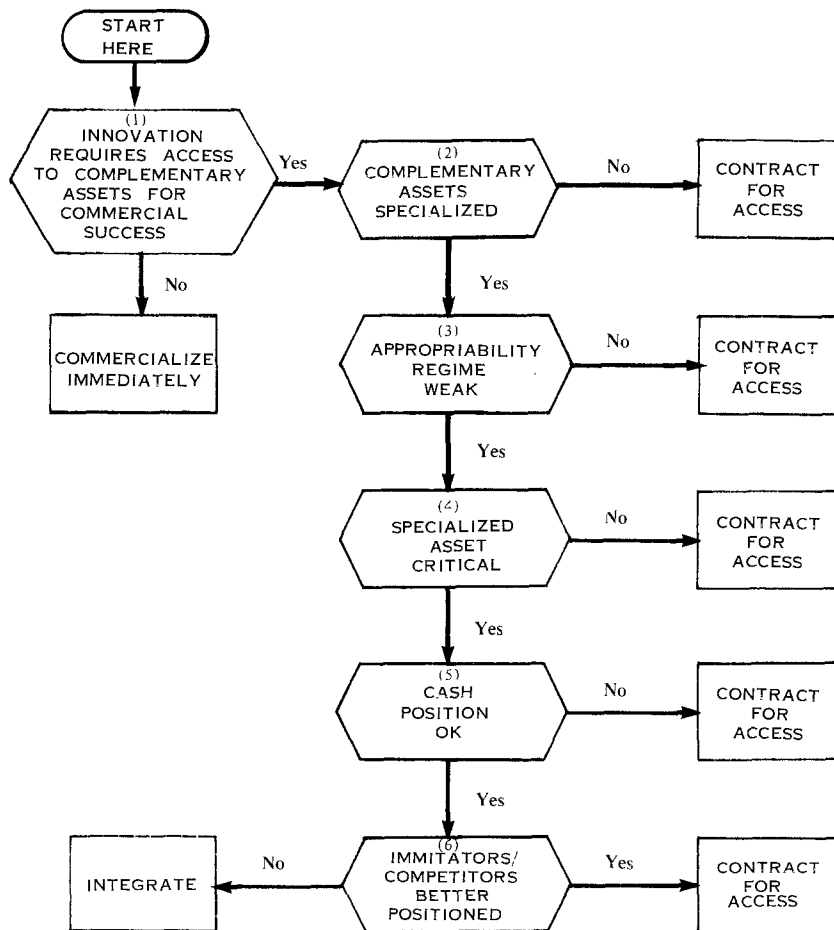 START
HERE
(1)
INNOVATION
REQUIRES ACCESS
TO COMPLEMENTARY
ASSETS FOR
COMMERCIAL
SUCCESS
Yes
(2)
COMPLEMENTARY
ASSETS
SPECIALIZED
No
CONTRACT
FOR
ACCESS
No
COMMERCIALIZE
IMMEDIATELY
Yes
(3)
APPROPRIABILITY
REGIME
WEAK
No
CONTRACT
FOR
ACCESS
Yes
(4)
SPECIALIZED
ASSET
CRITICAL
No
CONTRACT
FOR
ACCESS
Yes
(5)
CASH
POSITION
OK
No
CONTRACT
FOR
ACCESS
Yes
(6)
IMMITATORS/
COMPETITORS
BETTER
POSITIONED
No
INTEGRATE
Yes
CONTRACT
FOR
ACCESS